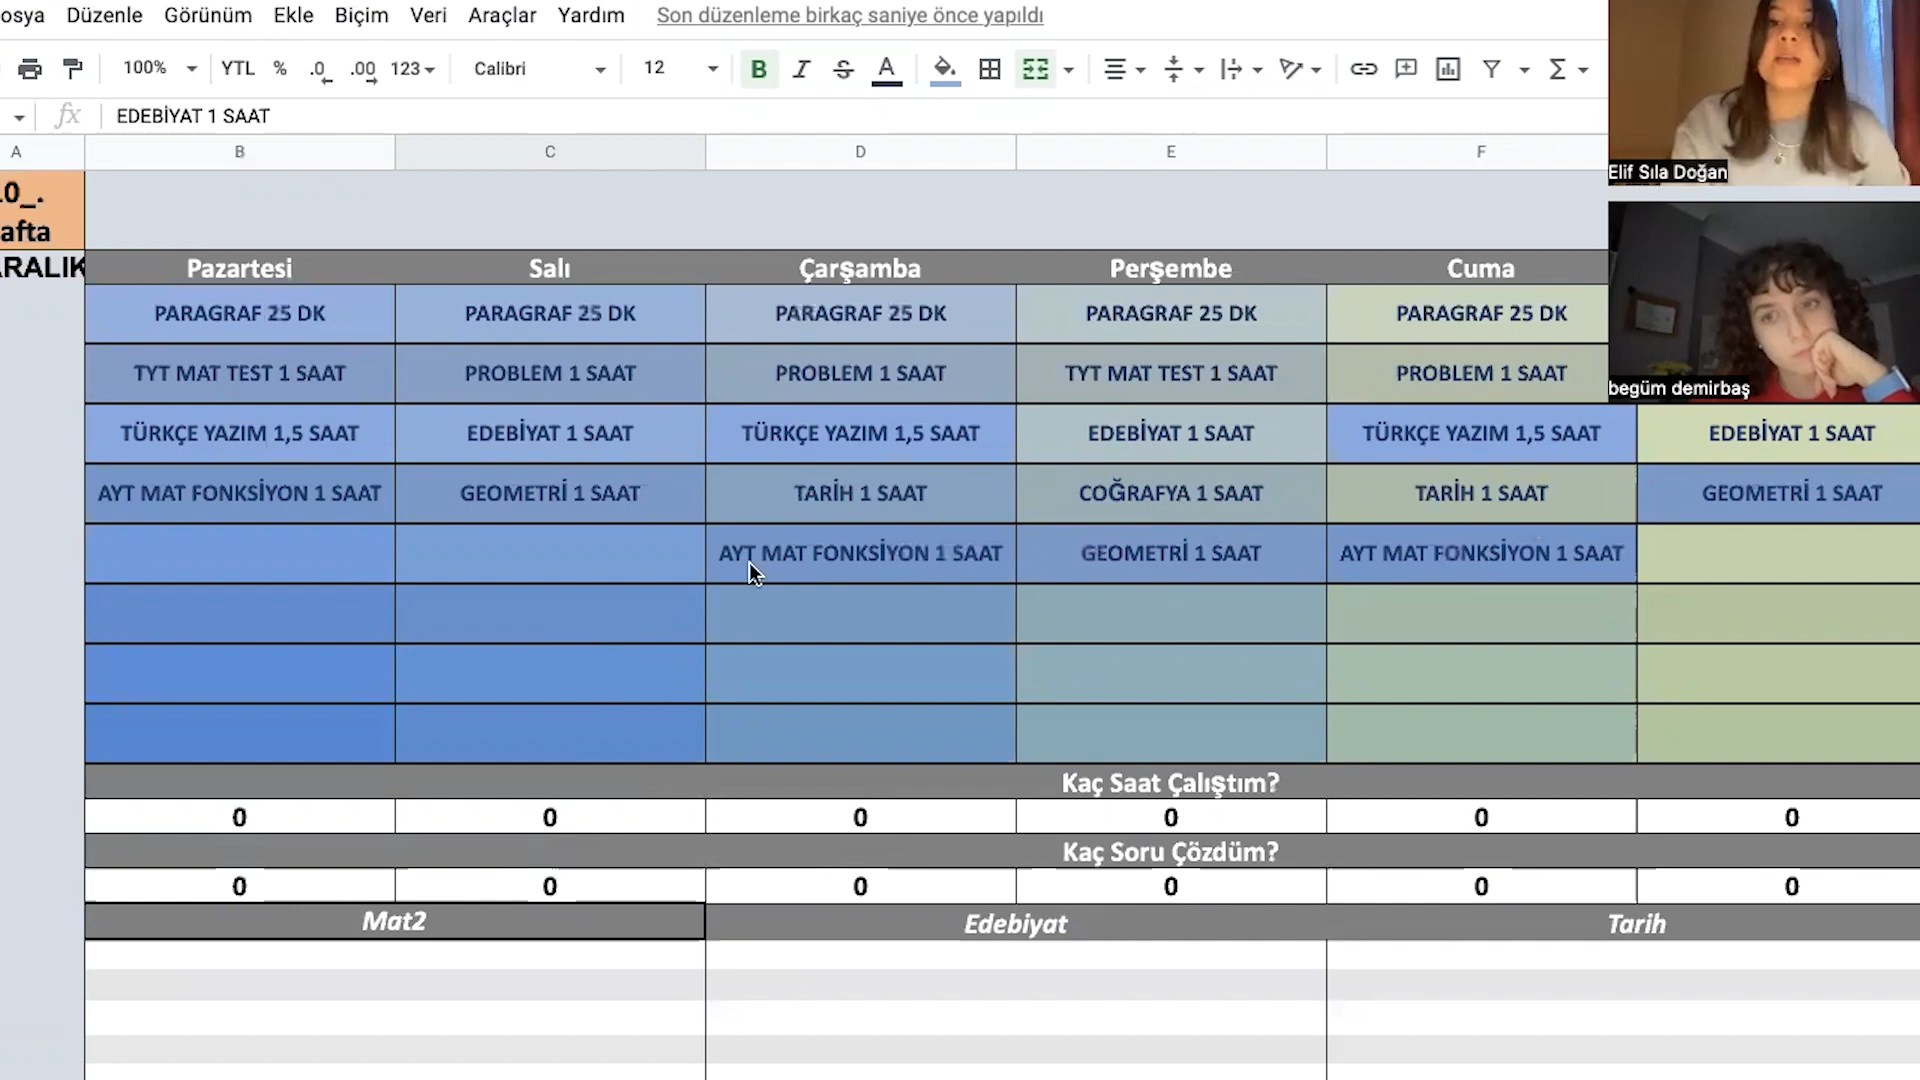 osya Düzenle Görünüm Ekle Biçim Veri Araçlar Yardım Son düzenleme birkaç saniye önce yapıldı
100% YTL % .0 .00 123 Calibri 12 B I S A Σ
fx EDEBİYAT 1 SAAT
A B C D E F
Elif Sıla Doğan
.0_.
afta
ARALIK Pazartesi Salı Çarşamba Perşembe Cuma
PARAGRAF 25 DK PARAGRAF 25 DK PARAGRAF 25 DK PARAGRAF 25 DK PARAGRAF 25 DK
TYT MAT TEST 1 SAAT PROBLEM 1 SAAT PROBLEM 1 SAAT TYT MAT TEST 1 SAAT PROBLEM 1 SAAT
begüm demirbaş
TÜRKÇE YAZIM 1,5 SAAT EDEBİYAT 1 SAAT TÜRKÇE YAZIM 1,5 SAAT EDEBİYAT 1 SAAT TÜRKÇE YAZIM 1,5 SAAT EDEBİYAT 1 SAAT
AYT MAT FONKSİYON 1 SAAT GEOMETRİ 1 SAAT TARİH 1 SAAT COĞRAFYA 1 SAAT TARİH 1 SAAT GEOMETRİ 1 SAAT
AYT MAT FONKSİYON 1 SAAT GEOMETRİ 1 SAAT AYT MAT FONKSİYON 1 SAAT
Kaç Saat Çalıştım?
0 0 0 0 0 0
Kaç Soru Çözdüm?
0 0 0 0 0 0
Mat2 Edebiyat Tarih